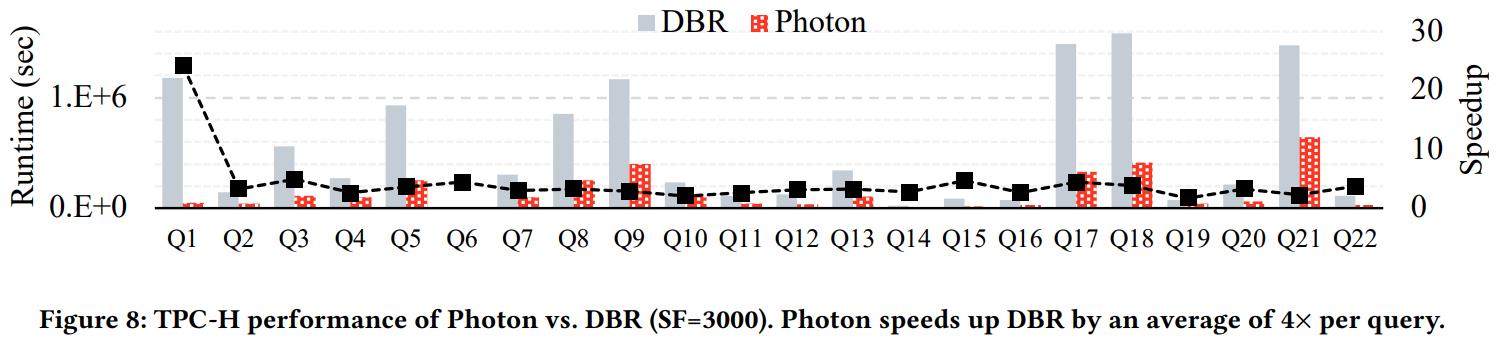 DBR Photon
Runtime (sec)
1.E+6
0.E+0
30
20
10
0
Speedup
Q1 Q2 Q3 Q4 Q5 Q6 Q7 Q8 Q9 Q10 Q11 Q12 Q13 Q14 Q15 Q16 Q17 Q18 Q19 Q20 Q21 Q22
Figure 8: TPC-H performance of Photon vs. DBR (SF=3000). Photon speeds up DBR by an average of 4× per query.